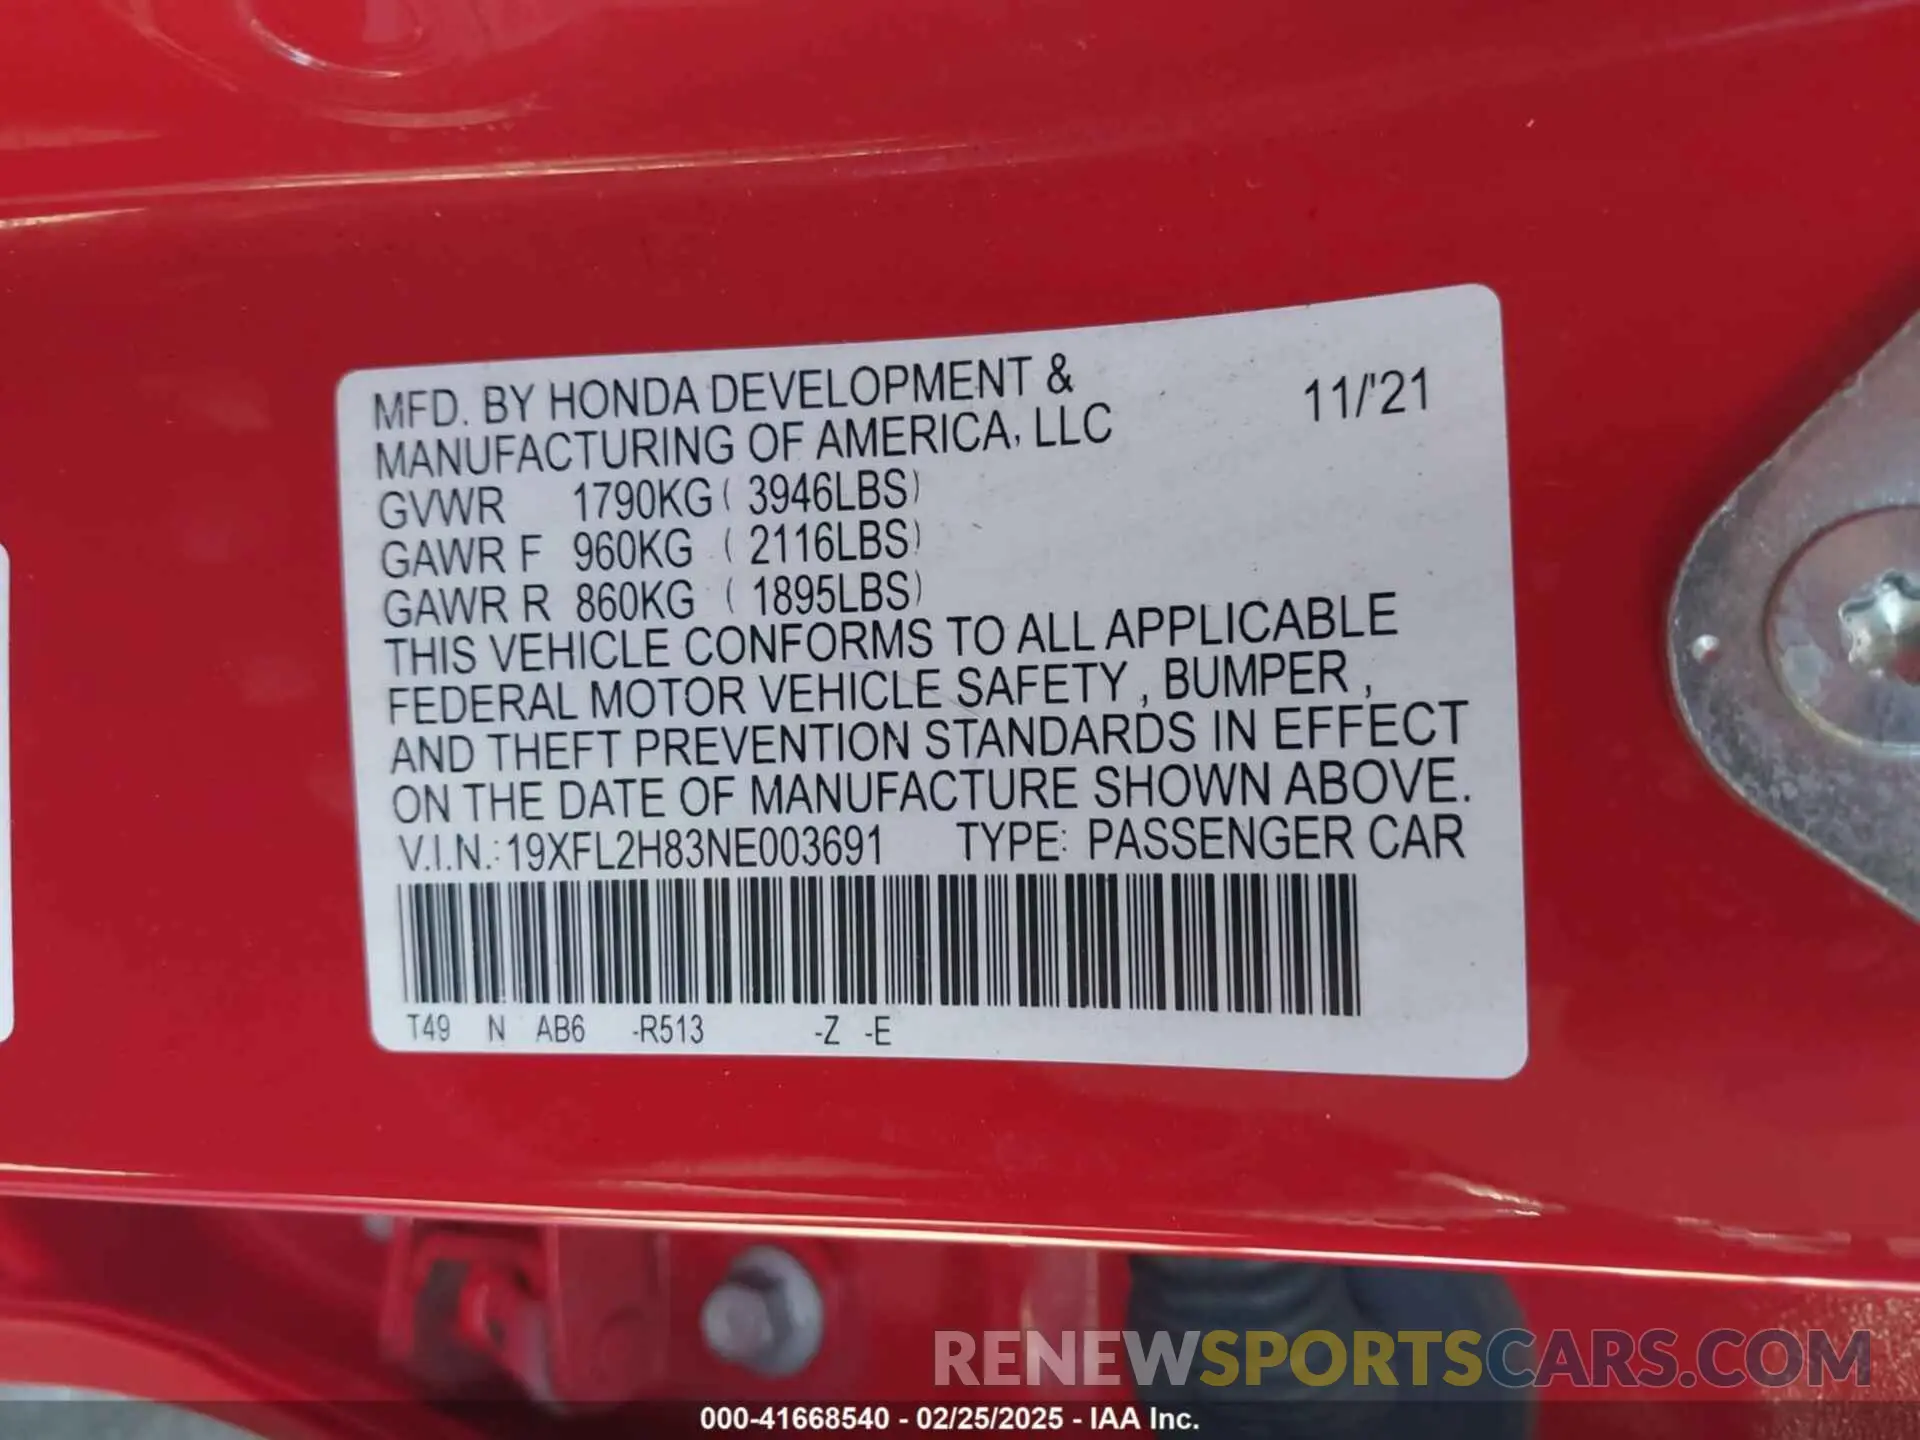 MFD. BY HONDA DEVELOPMENT & 11/'21
MANUFACTURING OF AMERICA, LLC
GVWR 1790KG ( 3946LBS)
GAWR F 960KG ( 2116LBS)
GAWR R 860KG ( 1895LBS)
THIS VEHICLE CONFORMS TO ALL APPLICABLE
FEDERAL MOTOR VEHICLE SAFETY , BUMPER ,
AND THEFT PREVENTION STANDARDS IN EFFECT
ON THE DATE OF MANUFACTURE SHOWN ABOVE.
V.I.N.: 19XFL2H83NE003691 TYPE: PASSENGER CAR
T49 N AB6 -R513 -Z -E
RENEWSPORTSCARS.COM
000-41668540 - 02/25/2025 - IAA Inc.